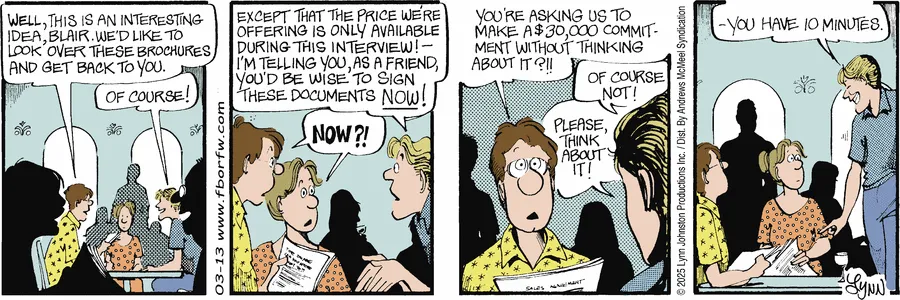 WELL, THIS IS AN INTERESTING
IDEA, BLAIR. WE'D LIKE TO
LOOK OVER THESE BROCHURES
AND GET BACK TO YOU.
OF COURSE!
03-13 www.fborfw.com
EXCEPT THAT THE PRICE WE'RE
OFFERING IS ONLY AVAILABLE
DURING THIS INTERVIEW! -
I'M TELLING YOU, AS A FRIEND,
YOU'D BE WISE TO SIGN
THESE DOCUMENTS NOW!
NOW?!
YOU'RE ASKING US TO
MAKE A $30,000 COMMIT-
MENT WITHOUT THINKING
ABOUT IT?!!
OF COURSE
NOT!
PLEASE,
THINK
ABOUT
IT!
SALES AGREEMENT
© 2025 Lynn Johnston Productions Inc. / Dist. By Andrews McMeel Syndication
-YOU HAVE 10 MINUTES.
LYNN